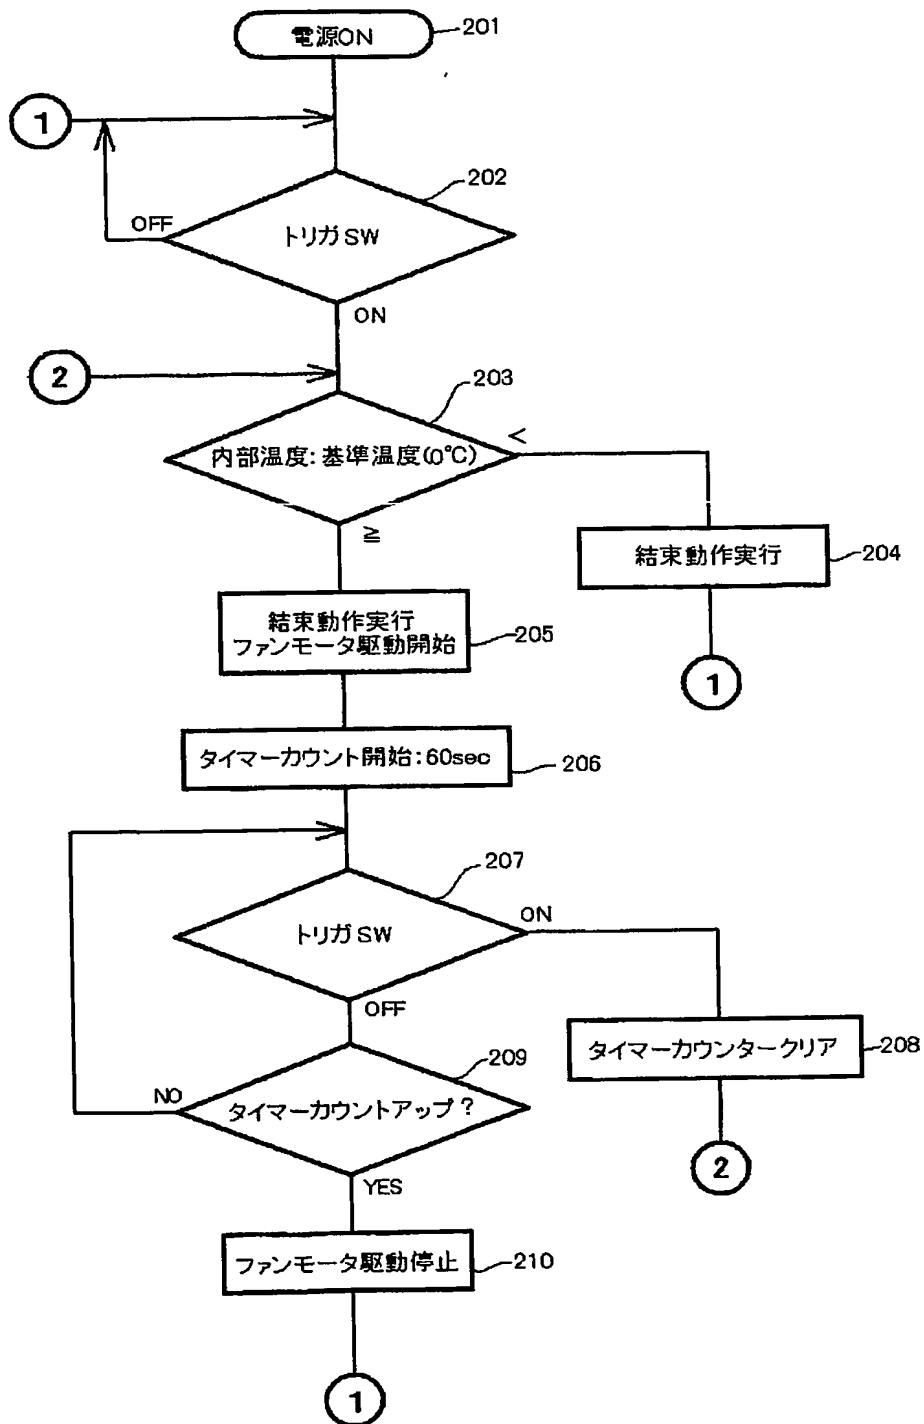 電源ON
201
1
202
OFF
トリガSW
ON
2
203
<
内部温度:基準温度(0℃)
≧
結束動作実行
204
結束動作実行
ファンモータ駆動開始
205
1
タイマーカウント開始:60sec
206
207
ON
トリガSW
OFF
タイマーカウンタークリア
208
209
NO
タイマーカウントアップ?
YES
2
ファンモータ駆動停止
210
1